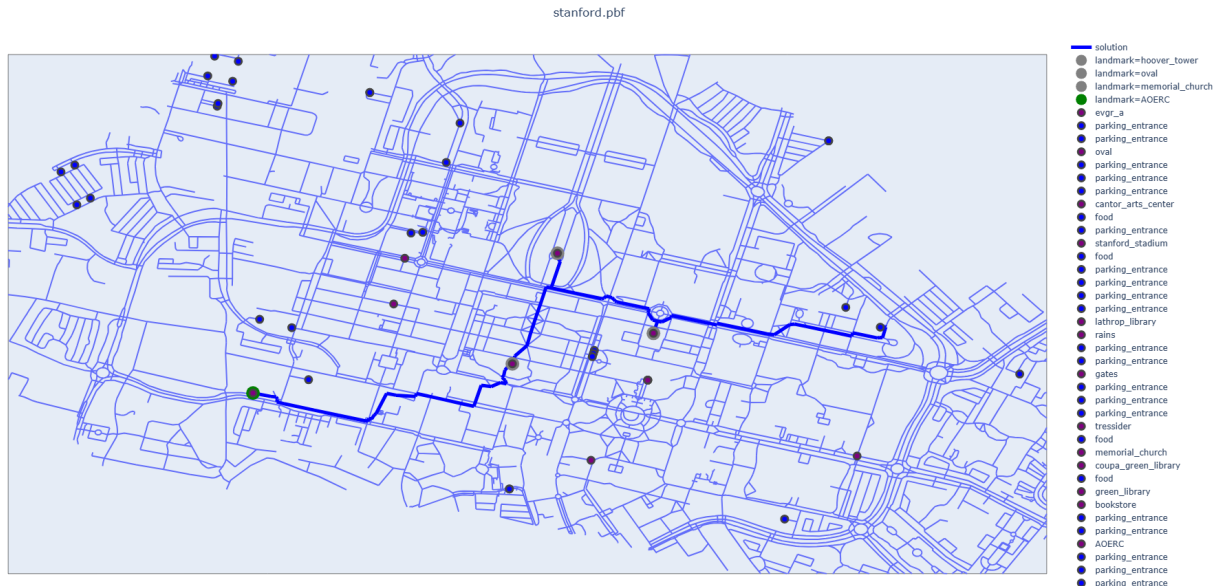 stanford.pbf
solution
landmark=hoover_tower
landmark=oval
landmark=memorial_church
landmark=AOERC
evgr_a
parking_entrance
parking_entrance
oval
parking_entrance
parking_entrance
parking_entrance
cantor_arts_center
food
parking_entrance
stanford_stadium
food
parking_entrance
parking_entrance
parking_entrance
parking_entrance
lathrop_library
rains
parking_entrance
parking_entrance
gates
parking_entrance
parking_entrance
parking_entrance
tressider
food
memorial_church
coupa_green_library
food
green_library
bookstore
parking_entrance
parking_entrance
AOERC
parking_entrance
parking_entrance
parking_entrance